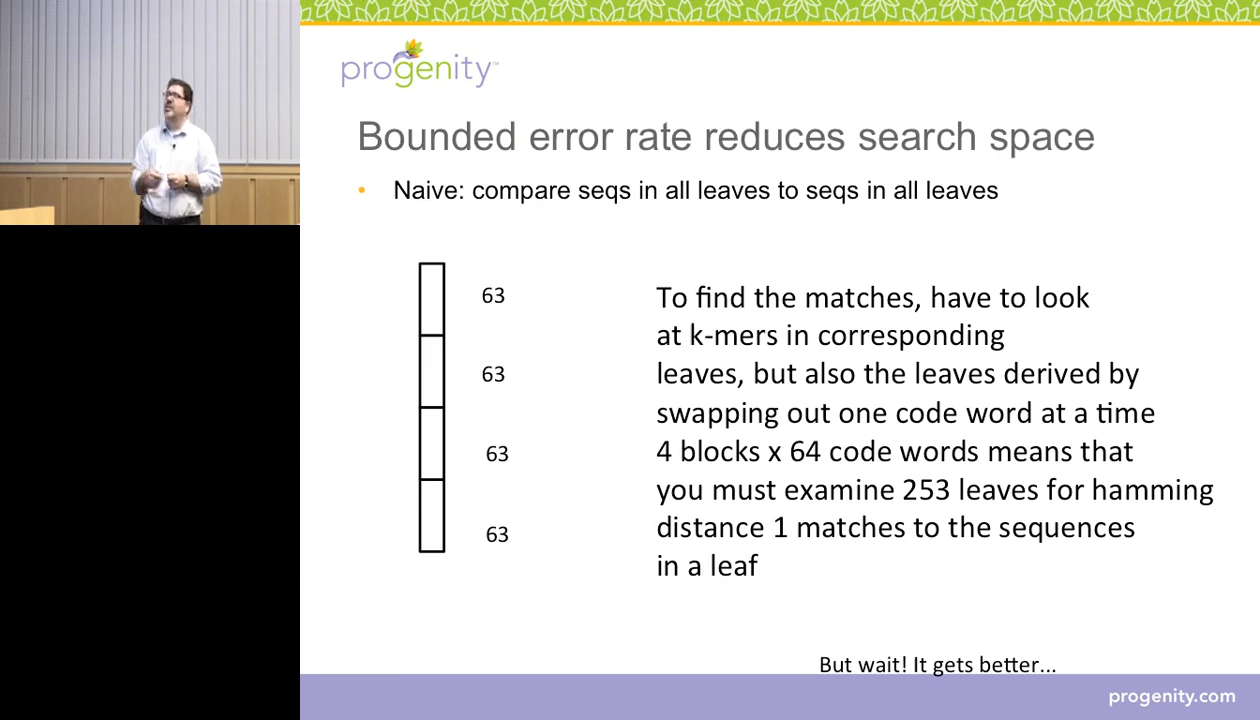 progenity™
Bounded error rate reduces search space
• Naive: compare seqs in all leaves to seqs in all leaves
63
63
63
63
To find the matches, have to look
at k-mers in corresponding
leaves, but also the leaves derived by
swapping out one code word at a time
4 blocks x 64 code words means that
you must examine 253 leaves for hamming
distance 1 matches to the sequences
in a leaf
But wait! It gets better...
progenity.com